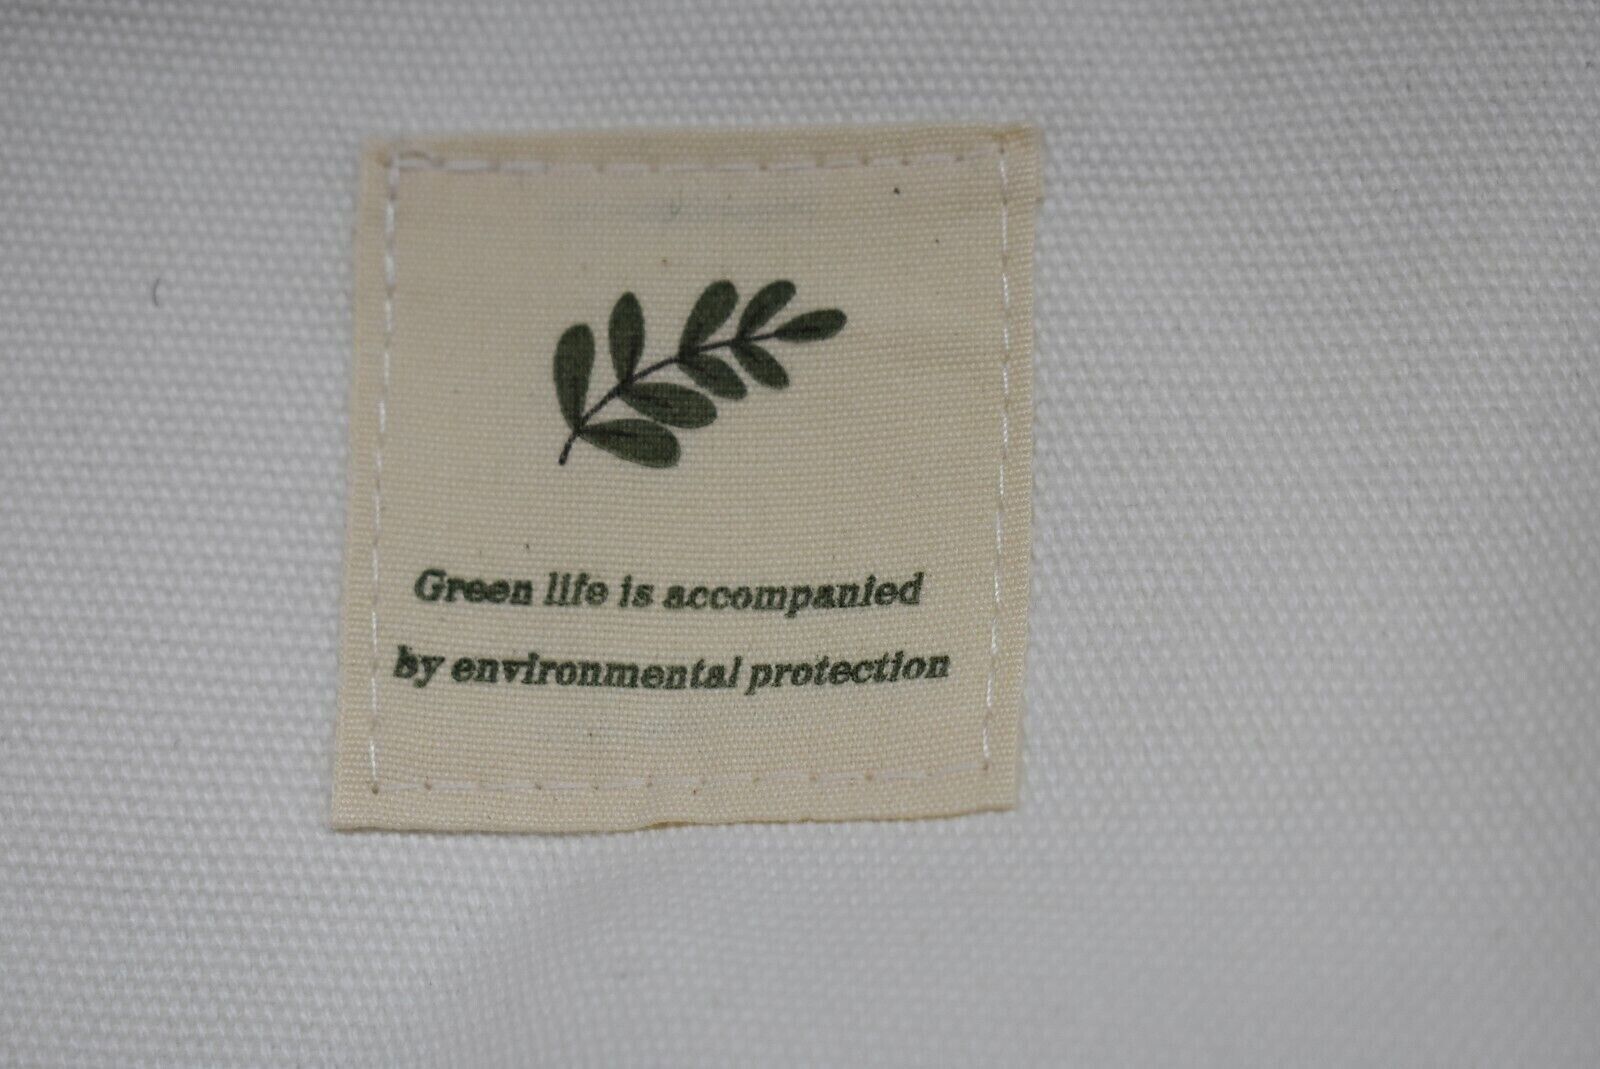 Green life is accompanied
by environmental protection